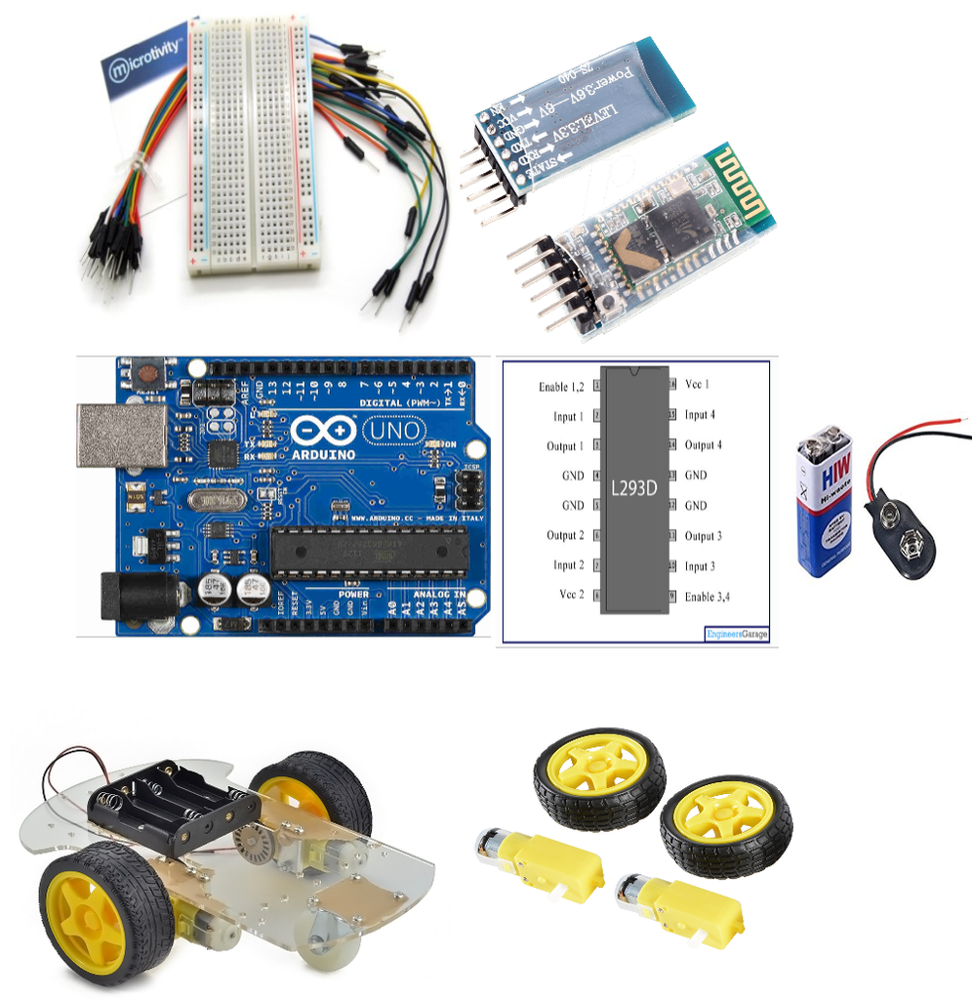 microtivity™
+ -
+ -
+ -
+ -
ZS-040
Power:3.6V---6V
LEVEL:3.3V
EN
VCC
GND
TXD
RXD
STATE
RESET
AREF
GND
13
12
~11
~10
~9
8
7
~6
~5
4
~3
2
TX→1
RX←0
DIGITAL (PWM~)
L
TX
RX
UNO
ARDUINO
ON
ICSP
WWW.ARDUINO.CC - MADE IN ITALY
IOREF
RESET
3.3V
5V
GND
GND
Vin
POWER
ANALOG IN
A0
A1
A2
A3
A4
A5
Enable 1,2 1 16 Vcc 1
Input 1 2 15 Input 4
Output 1 3 14 Output 4
GND 4 13 GND
L293D
GND 5 12 GND
Output 2 6 11 Output 3
Input 2 7 10 Input 3
Vcc 2 8 9 Enable 3,4
EngineersGarage
HIW
Hi-waote